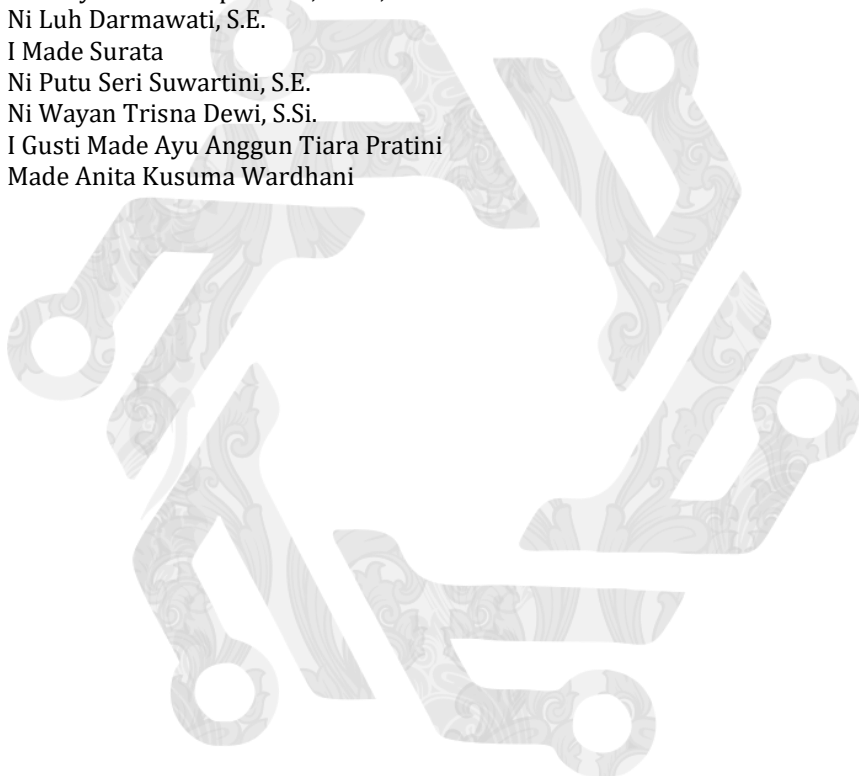 Ni Luh Darmawati, S.E.
I Made Surata
Ni Putu Seri Suwartini, S.E.
Ni Wayan Trisna Dewi, S.Si.
I Gusti Made Ayu Anggun Tiara Pratini
Made Anita Kusuma Wardhani